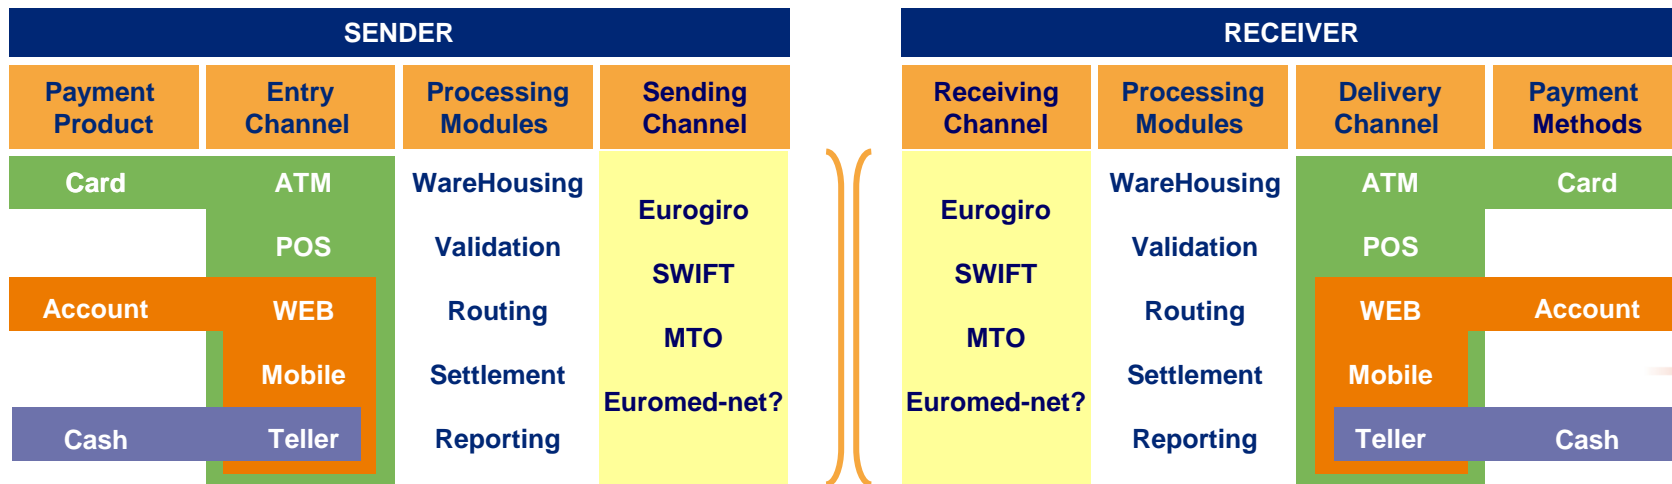 SENDER
RECEIVER
Payment Product
Entry Channel
Processing Modules
Sending Channel
Receiving Channel
Processing Modules
Delivery Channel
Payment Methods
Card
ATM
WareHousing
Eurogiro
POS
Validation
SWIFT
Account
WEB
Routing
MTO
Mobile
Settlement
Euromed-net?
Cash
Teller
Reporting
Eurogiro
WareHousing
ATM
Card
SWIFT
Validation
POS
MTO
Routing
WEB
Account
Euromed-net?
Settlement
Mobile
Reporting
Teller
Cash